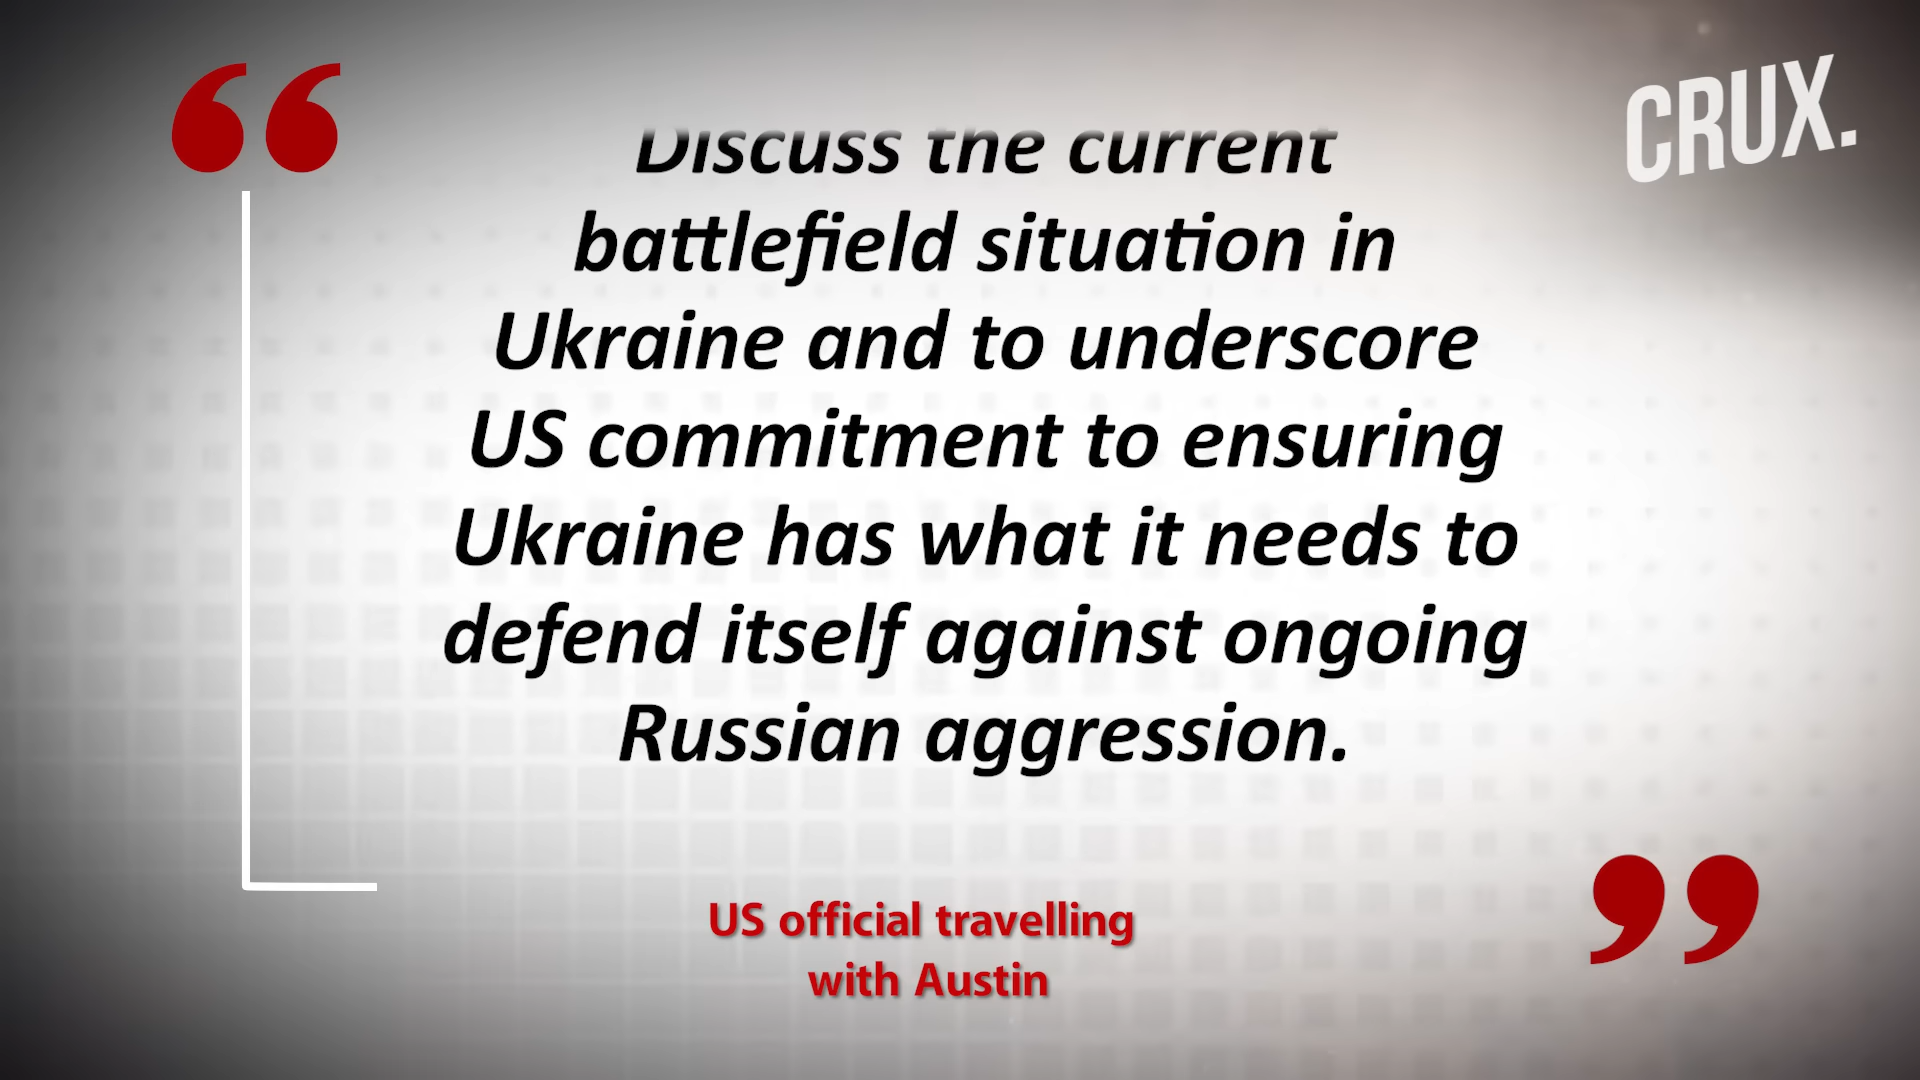 CRUX.
Discuss the current
battlefield situation in
Ukraine and to underscore
US commitment to ensuring
Ukraine has what it needs to
defend itself against ongoing
Russian aggression.
US official travelling
with Austin